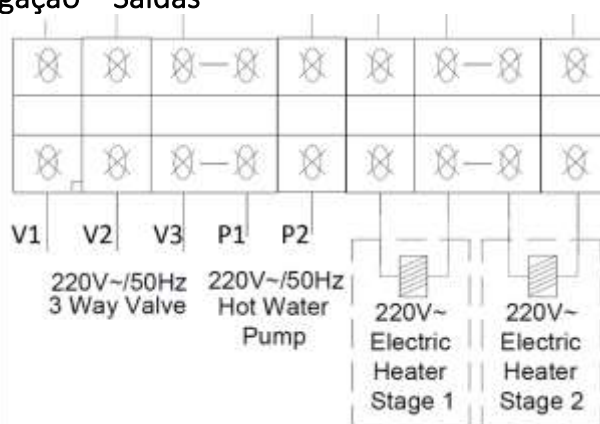 Saídas
V1 V2 V3 P1 P2
220V~/50Hz
3 Way Valve
220V~/50Hz
Hot Water
Pump
220V~
Electric
Heater
Stage 1
220V~
Electric
Heater
Stage 2